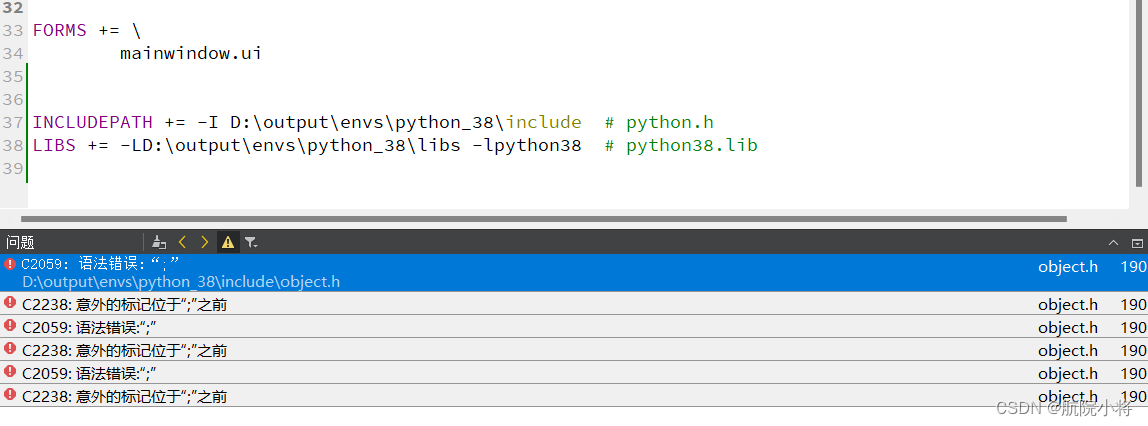 32
33 FORMS += \
34 mainwindow.ui
35
36
37 INCLUDEPATH += -I D:\output\envs\python_38\include # python.h
38 LIBS += -LD:\output\envs\python_38\libs -lpython38 # python38.lib
39
问题
C2059: 语法错误:“;” object.h 190
D:\output\envs\python_38\include\object.h
C2238: 意外的标记位于“;”之前 object.h 190
C2059: 语法错误:“;” object.h 190
C2238: 意外的标记位于“;”之前 object.h 190
C2059: 语法错误:“;” object.h 190
C2238: 意外的标记位于“;”之前 object.h 190
CSDN @航院小将